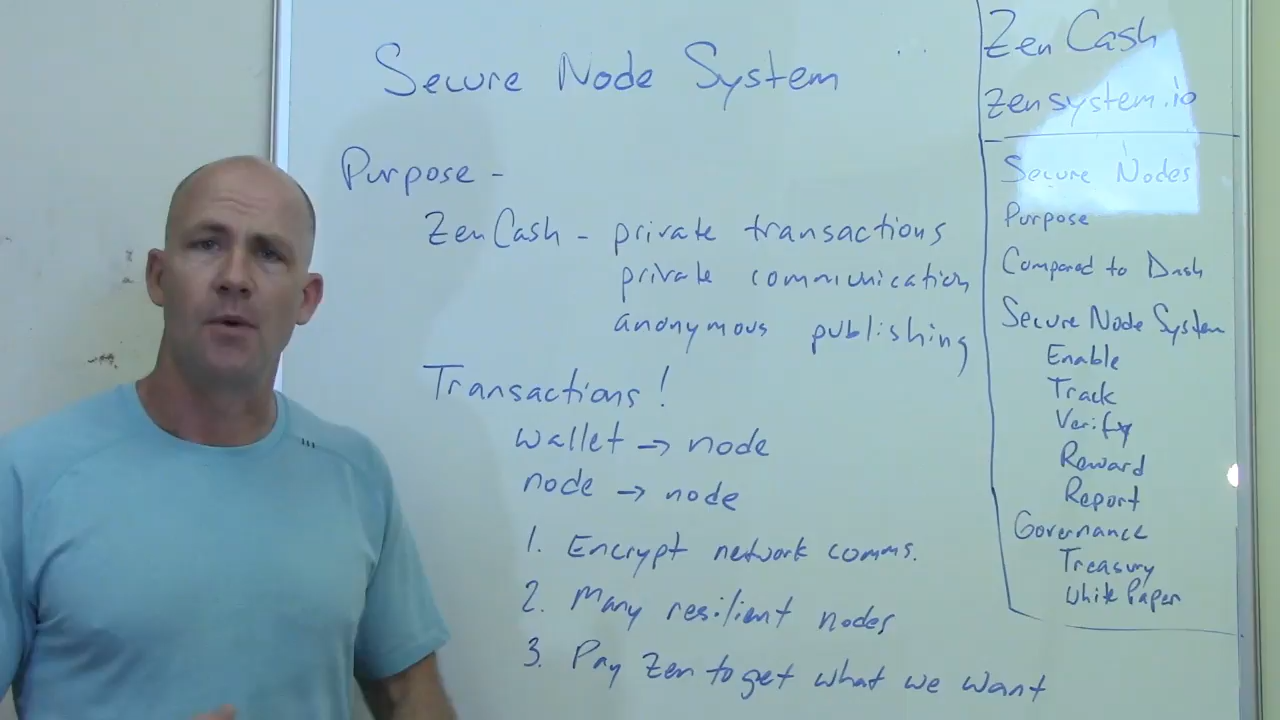 Secure Node System
Purpose -
ZenCash - private transactions
private communication
anonymous publishing
Transactions!
wallet → node
node → node
1. Encrypt network comms.
2. Many resilient nodes
3. Pay Zen to get what we want
Zen Cash
zensystem.io
Secure Nodes
Purpose
Compared to Dash
Secure Node System
Enable
Track
Verify
Reward
Report
Governance
Treasury
White Paper